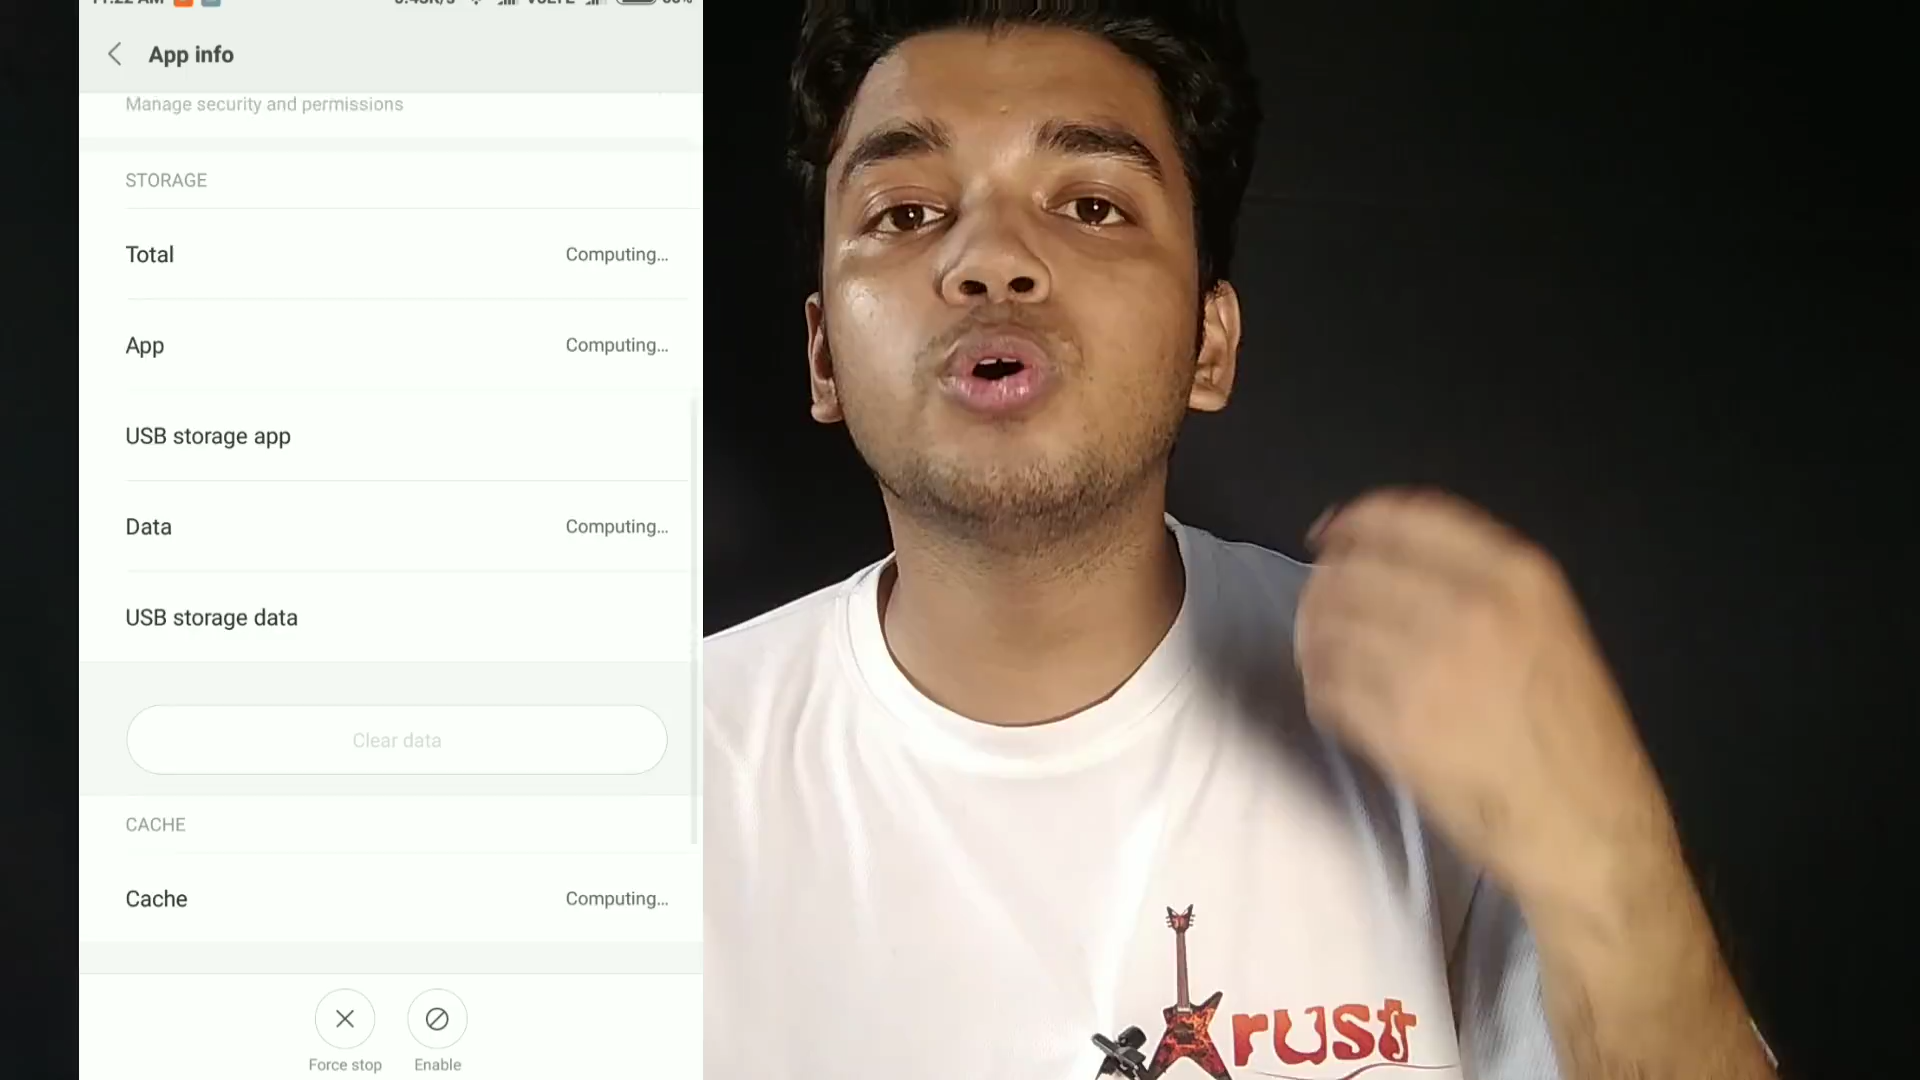 App info
Manage security and permissions
STORAGE
Total Computing...
App Computing...
USB storage app
Data Computing...
USB storage data
Clear data
CACHE
Cache Computing...
Force stop Enable
rust